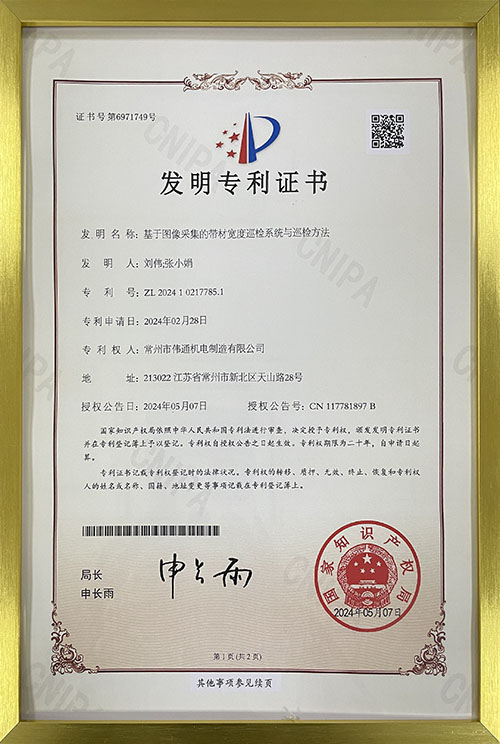 证书号第6971749号
发明专利证书
发 明 名 称: 基于图像采集的带材宽度巡检系统与巡检方法
发 明 人: 刘伟;张小娟
专 利 号: ZL 2024 1 0217785.1
专利申请日: 2024年02月28日
专 利 权 人: 常州市伟通机电制造有限公司
地 址: 213022 江苏省常州市新北区天山路28号
授权公告日: 2024年05月07日 授权公告号: CN 117781897 B
国家知识产权局依照中华人民共和国专利法进行审查，决定授予专利权，颁发发明专利证书
并在专利登记簿上予以登记。专利权自授权公告之日起生效。专利权期限为二十年，自申请日起
算。
专利证书记载专利权登记时的法律状况。专利权的转移、质押、无效、终止、恢复和专利权
人的姓名或名称、国籍、地址变更等事项记载在专利登记簿上。
局长
申长雨
申长雨
国家知识产权局
2024年05月07日
第 1 页 (共 2 页)
其他事项参见续页
CNIPA
CNIPA
CNIPA
CNIPA
CNIPA
CNIPA